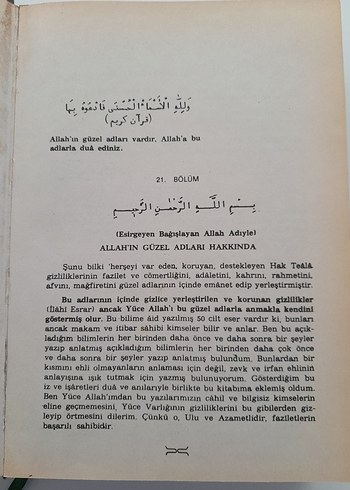 وَلِلّٰهِ الْاَسْمَاءُ الْحُسْنٰى فَادْعُوهُ بِهَا
(قرآن كريم)
Allah'ın güzel adları vardır, Allah'a bu
adlarla duâ ediniz.
21. BÖLÜM
بِسْمِ اللّٰهِ الرَّحْمٰنِ الرَّحِيمِ
(Esirgeyen Bağışlayan Allah Adıyle)
ALLAH'IN GÜZEL ADLARI HAKKINDA
Şunu bilki 'herşeyi var eden, koruyan, destekleyen Hak Teâlâ
gizliliklerinin fazilet ve cömertliğini, adâletini, kahrını, rahmetini,
afvını, mağfiretini güzel adlarının içinde emânet edip yerleştirmiştir.
Bu adlarının içinde gizlice yerleştirilen ve korunan gizlilikler
(İlâhi Esrar) ancak Yüce Allah'ı bu güzel adlarla anmakla kendini
göstermiş olur. Bu bilime âid yazılmış 50 cilt eser vardır ki, bunları
ancak makam ve itibar sâhibi kimseler bilir ve anlar. Ben bu açık-
ladığım bilimlerin her birinden daha önce ve daha sonra bir şeyler
yazıp anlatmış açıkladığım bilimlerin her birinden daha çok önce
ve daha sonra bir şeyler yazıp anlatmış bulundum. Bunlardan bir
kısmını ehli olmayanların anlaması için değil, zevk ve irfan ehlinin
anlayışına ışık tutmak için yazmış bulunuyorum. Gösterdiğim bu
iz ve işâretleri duâ ve anılarıyle birlikte bu kitabıma eklemiş oldum.
Ben Yüce Allah'ımdan bu yazılarımızın câhil ve bilgisiz kimselerin
eline geçmemesini, Yüce Varlığının gizliliklerini bu gibilerden giz-
leyip örtmesini dilerim. Çünkü o, Ulu ve Azametlidir, faziletlerin
başarılı sahibidir.